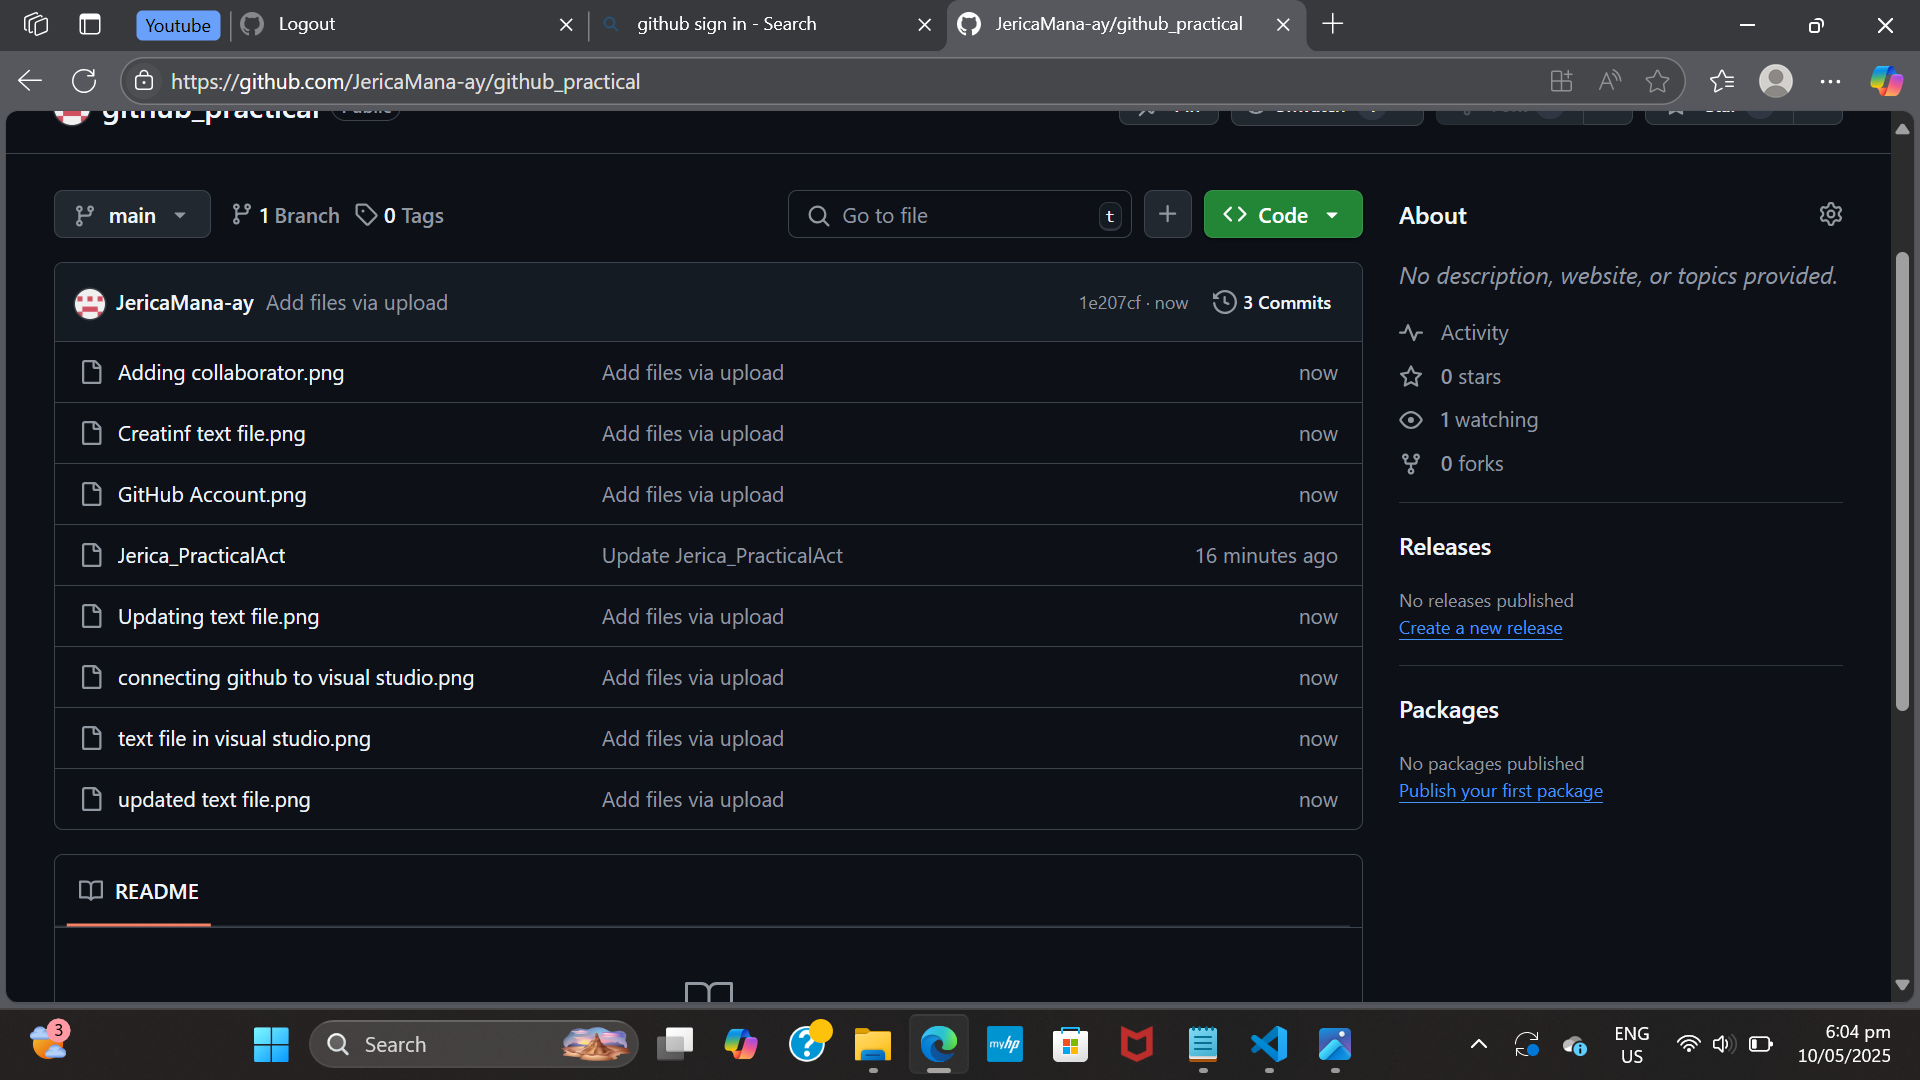 Youtube
Logout
github sign in - Search
JericaMana-ay/github_practical
https://github.com/JericaMana-ay/github_practical
github_practical
main
1 Branch
0 Tags
Go to file
t
Code
About
No description, website, or topics provided.
JericaMana-ay Add files via upload
1e207cf · now
3 Commits
Adding collaborator.png Add files via upload now
Creatinf text file.png Add files via upload now
GitHub Account.png Add files via upload now
Jerica_PracticalAct Update Jerica_PracticalAct 16 minutes ago
Updating text file.png Add files via upload now
connecting github to visual studio.png Add files via upload now
text file in visual studio.png Add files via upload now
updated text file.png Add files via upload now
README
Activity
0 stars
1 watching
0 forks
Releases
No releases published
Create a new release
Packages
No packages published
Publish your first package
3
Search
myhp
ENG
US
6:04 pm
10/05/2025